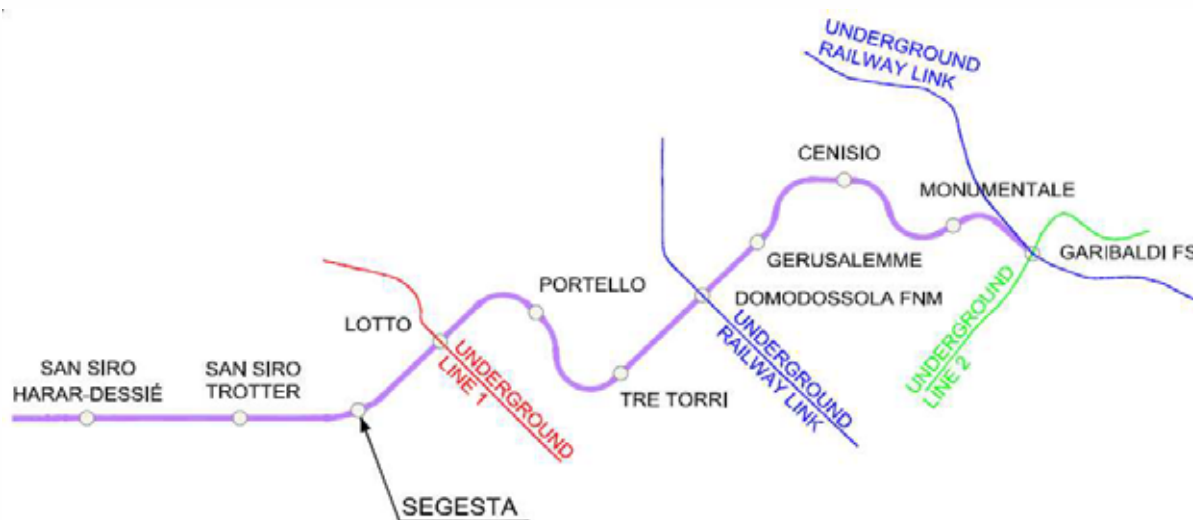 UNDERGROUND
RAILWAY LINK
CENISIO
MONUMENTALE
GERUSALEMME
GARIBALDI FS
PORTELLO
DOMODOSSOLA FNM
LOTTO
UNDERGROUND
LINE 1
UNDERGROUND
RAILWAY LINK
UNDERGROUND
LINE 2
SAN SIRO
HARAR-DESSIÉ
SAN SIRO
TROTTER
TRE TORRI
SEGESTA